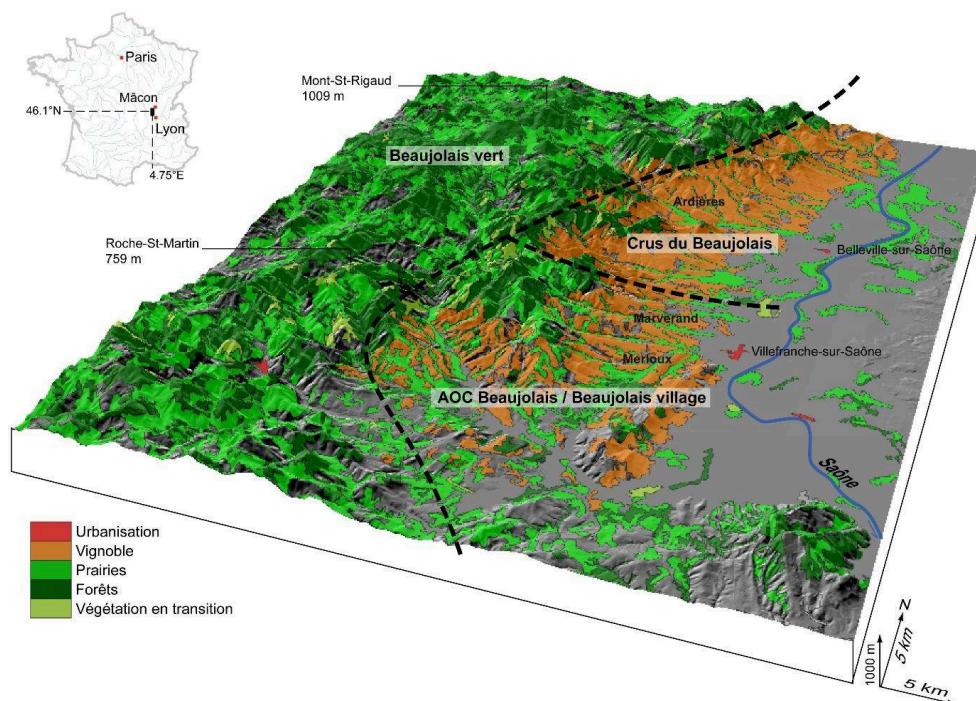 Paris
Mâcon
46.1°N
Lyon
4.75°E
Mont-St-Rigaud
1009 m
Beaujolais vert
Ardières
Crus du Beaujolais
Belleville-sur-Saône
Roche-St-Martin
759 m
Marverand
Villefranche-sur-Saône
Merloux
AOC Beaujolais / Beaujolais village
Saône
Urbanisation
Vignoble
Prairies
Forêts
Végétation en transition
N
5 km
1000 m
5 km